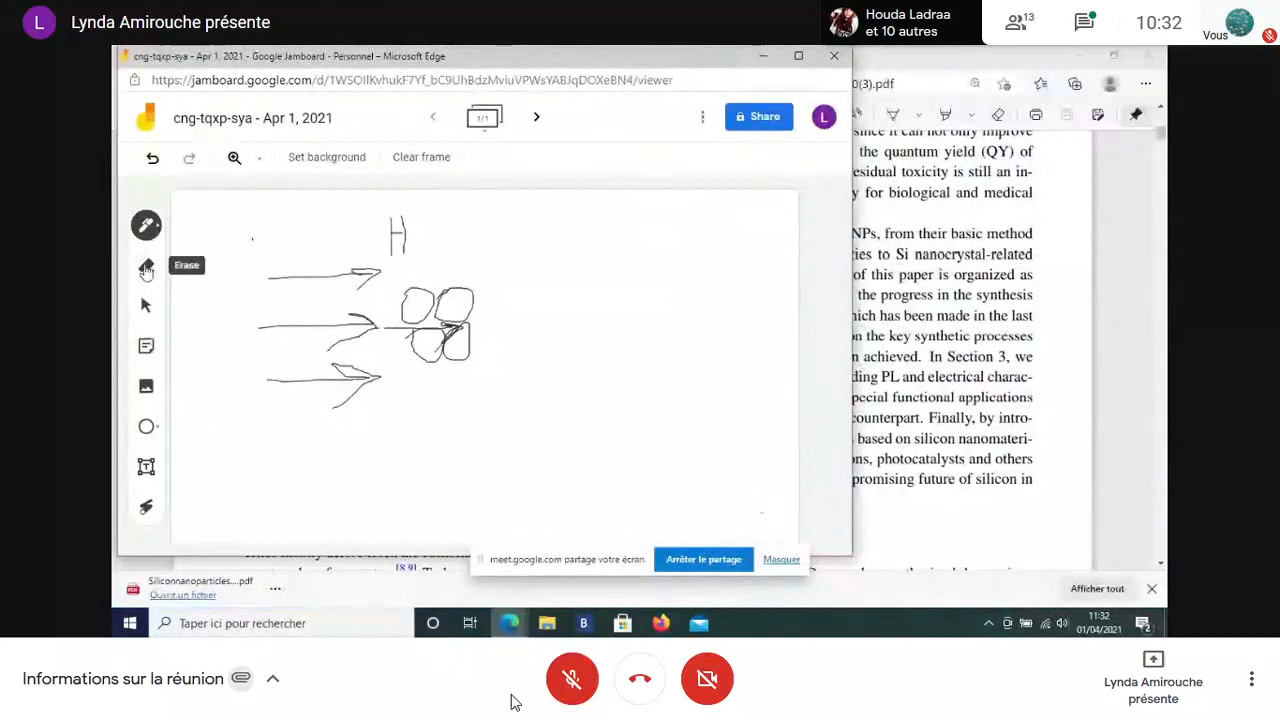 L Lynda Amirouche présente
Houda Ladraa
et 10 autres
13
10:32
Vous
cng-tqxp-sya - Apr 1, 2021 - Google Jamboard - Personnel – Microsoft Edge
0(3).pdf
cng-tqxp-sya - Apr 1, 2021
1/1
Share
L
Set background
Clear frame
since it can not only improve
the quantum yield (QY) of
esidual toxicity is still an in-
y for biological and medical
NPs, from their basic method
ties to Si nanocrystal-related
of this paper is organized as
the progress in the synthesis
hich has been made in the last
on the key synthetic processes
n achieved. In Section 3, we
ding PL and electrical charac-
pecial functional applications
counterpart. Finally, by intro-
s based on silicon nanomateri-
ons, photocatalysts and others
promising future of silicon in
Erase
H
meet.google.com partage votre écran.
Arrêter le partage
Masquer
[8,9]
Siliconnanoparticles....pdf
Ouvrir un fichier
Afficher tout
Taper ici pour rechercher
11:32
01/04/2021
Informations sur la réunion
Lynda Amirouche
présente